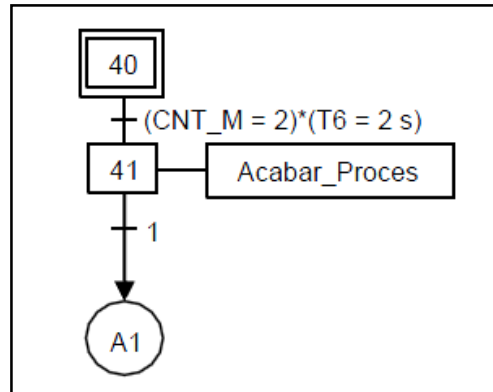 40
(CNT_M = 2)*(T6 = 2 s)
41
Acabar_Proces
1
A1